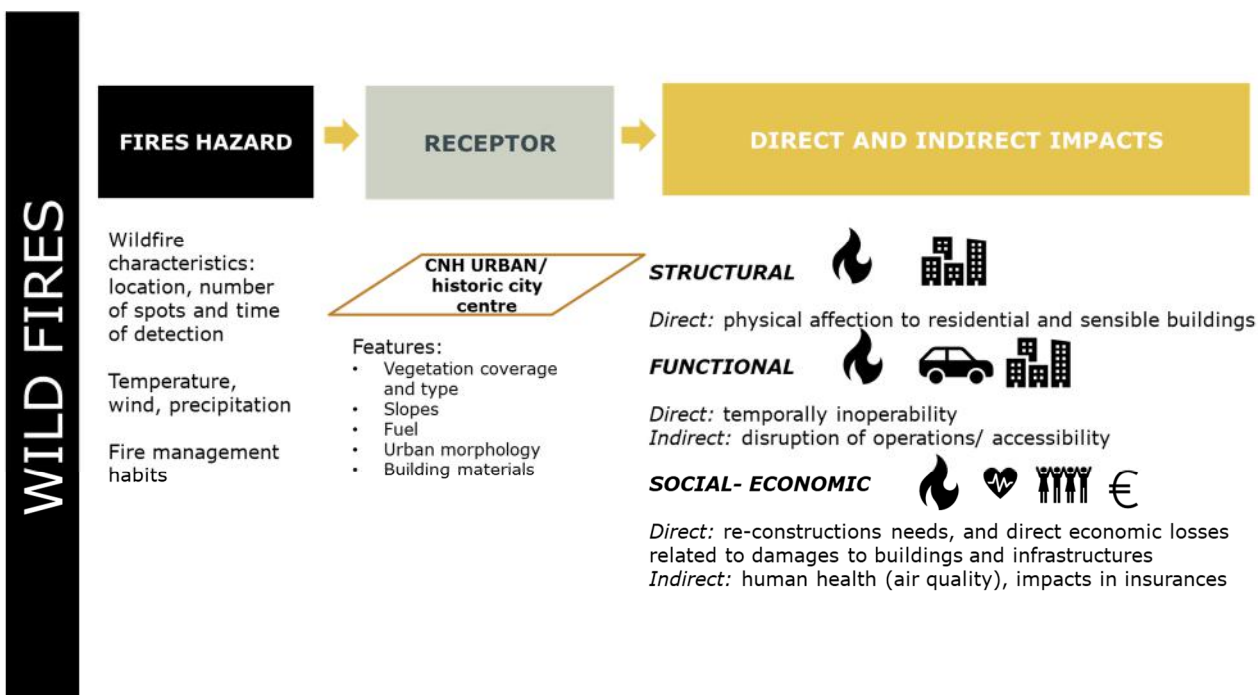 WILD FIRES
FIRES HAZARD
RECEPTOR
DIRECT AND INDIRECT IMPACTS
Wildfire
characteristics:
location, number
of spots and time
of detection
Temperature,
wind, precipitation
Fire management
habits
CNH URBAN/
historic city
centre
Features:
• Vegetation coverage
and type
• Slopes
• Fuel
• Urban morphology
• Building materials
STRUCTURAL
Direct: physical affection to residential and sensible buildings
FUNCTIONAL
Direct: temporally inoperability
Indirect: disruption of operations/ accessibility
SOCIAL- ECONOMIC
€
Direct: re-constructions needs, and direct economic losses
related to damages to buildings and infrastructures
Indirect: human health (air quality), impacts in insurances